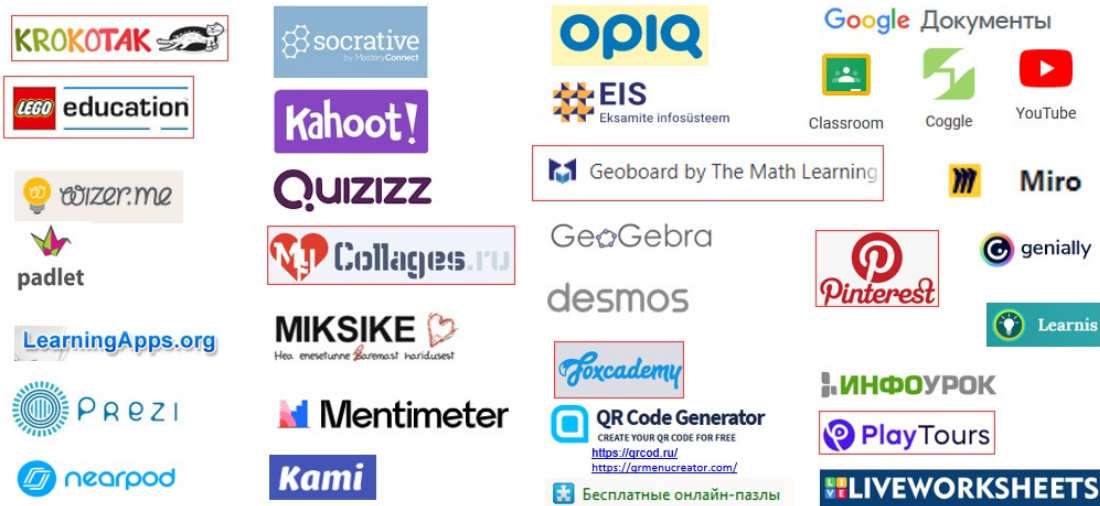 KROKOTAK
LEGO education
wizer.me
padlet
LearningApps.org
PREZI
nearpod
socrative
by MasteryConnect
Kahoot!
QUIZIZZ
My Collages.ru
MIKSIKE
Hea enesetunne paremast haridusest
Mentimeter
Kami
OPIQ
EIS
Eksamite infosüsteem
Geoboard by The Math Learning
GeoGebra
desmos
Foxcademy
QR Code Generator
CREATE YOUR QR CODE FOR FREE
https://qrcod.ru/
https://qrmenucreator.com/
Бесплатные онлайн-пазлы
Google Документы
Classroom
Coggle
YouTube
Miro
Pinterest
genially
Learnis
ИНФОУРОК
PlayTours
LIVE LIVEWORKSHEETS